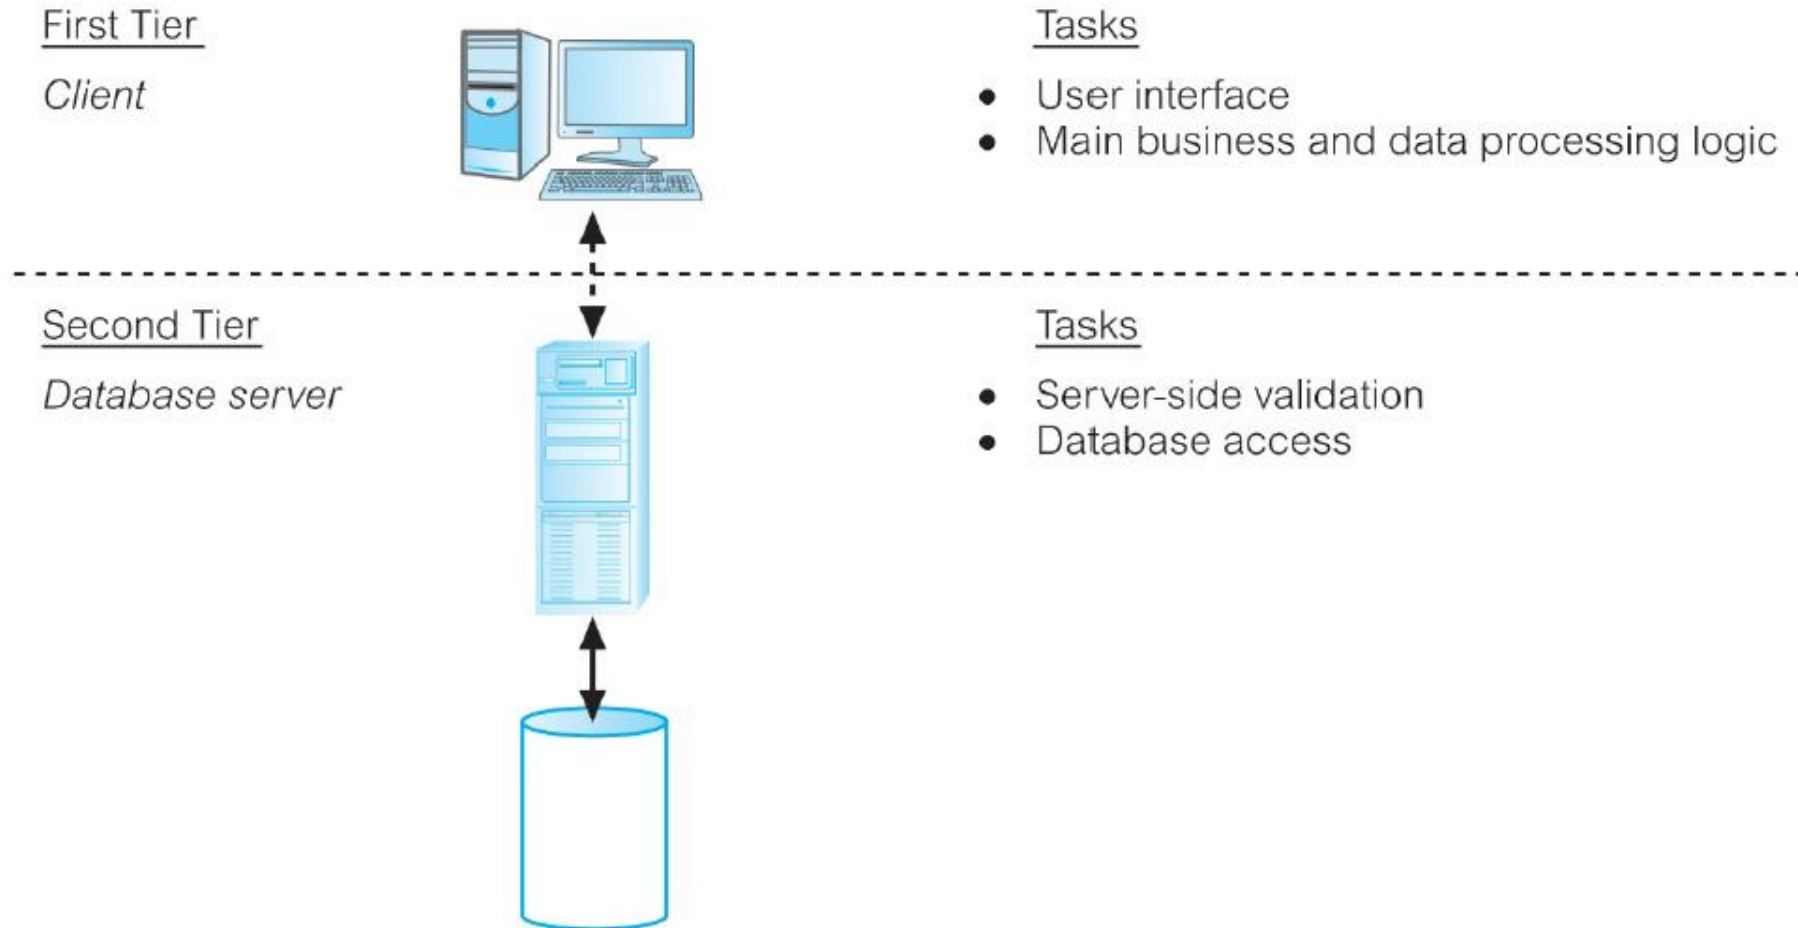 First Tier
Client
Tasks
• User interface
• Main business and data processing logic
Second Tier
Database server
Tasks
• Server-side validation
• Database access